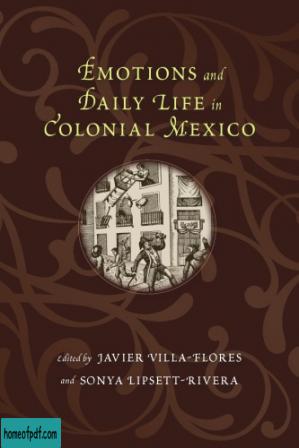 EMOTIONS and
DAILY LIFE in
COLONIAL MEXICO
Edited by JAVIER VILLA-FLORES
and SONYA LIPSETT-RIVERA
homeofpdf.com